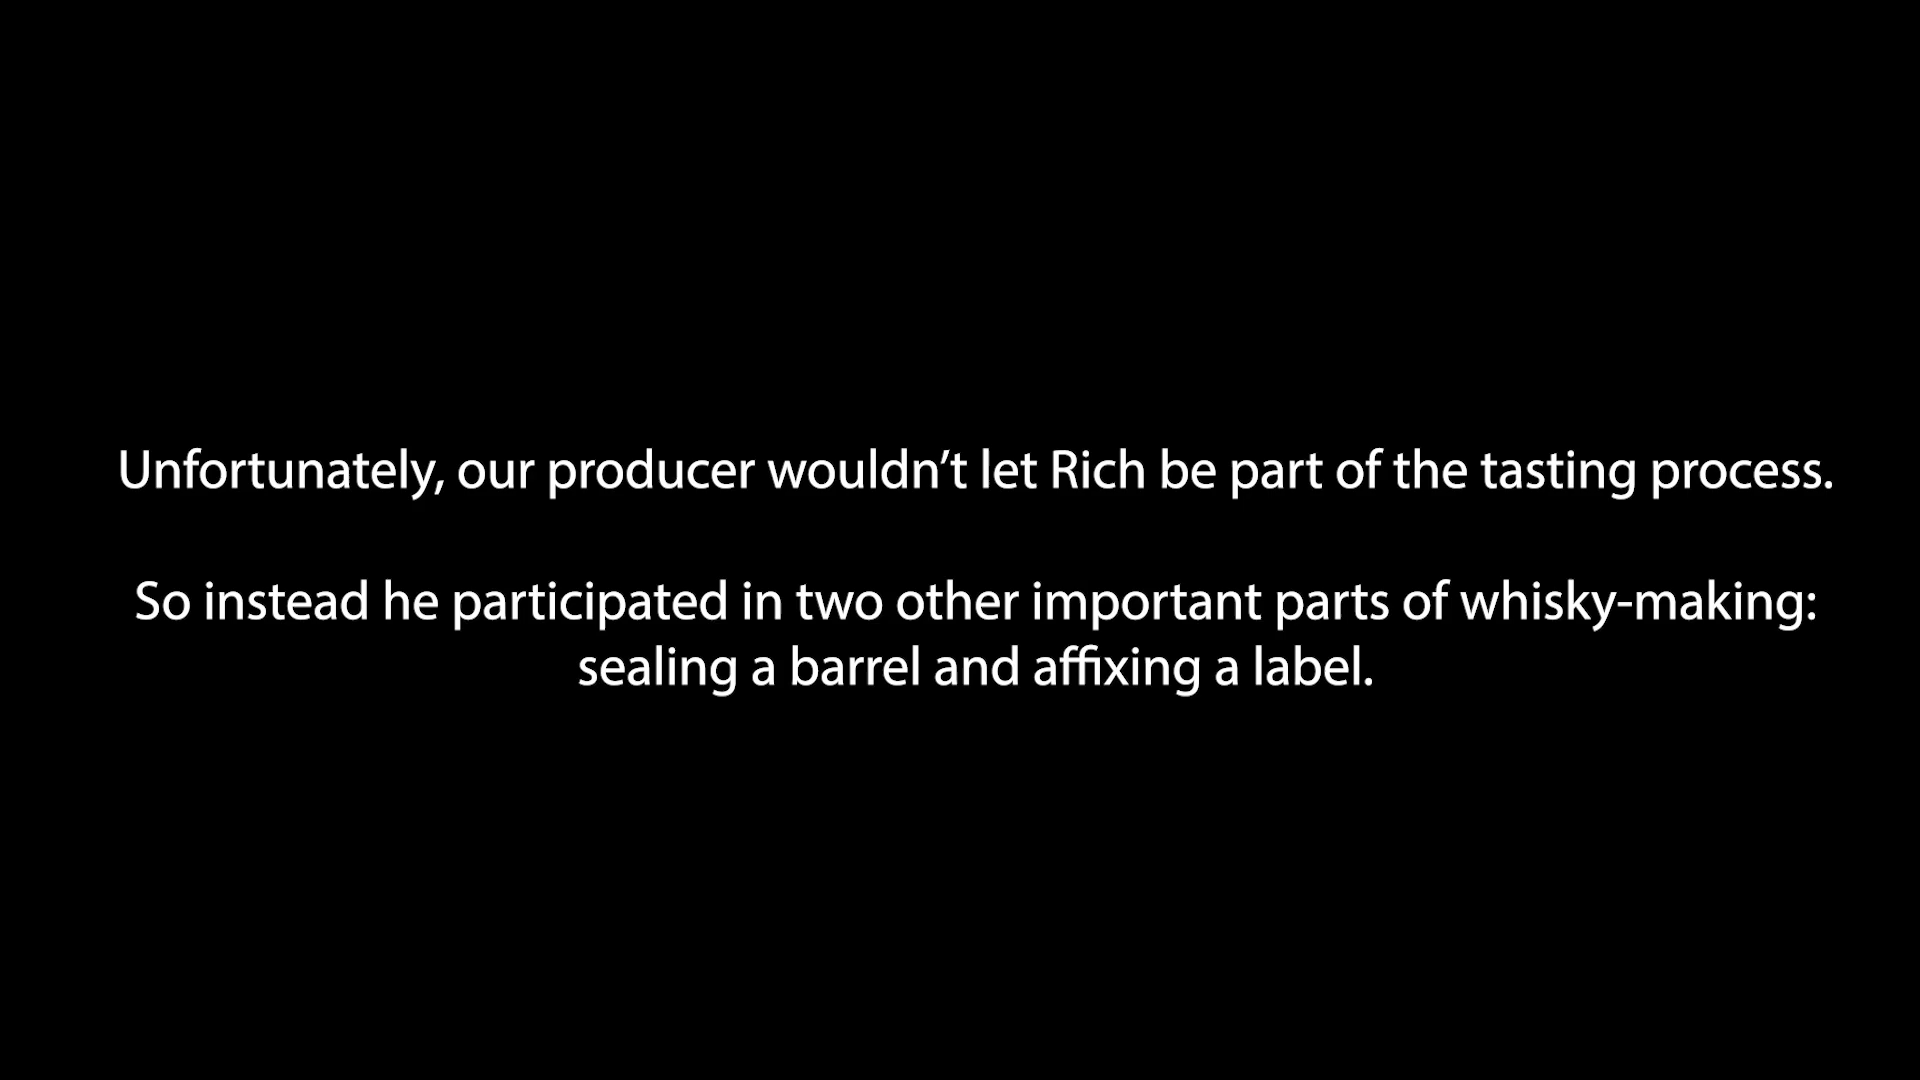 Unfortunately, our producer wouldn’t let Rich be part of the tasting process.
So instead he participated in two other important parts of whisky-making:
sealing a barrel and affixing a label.